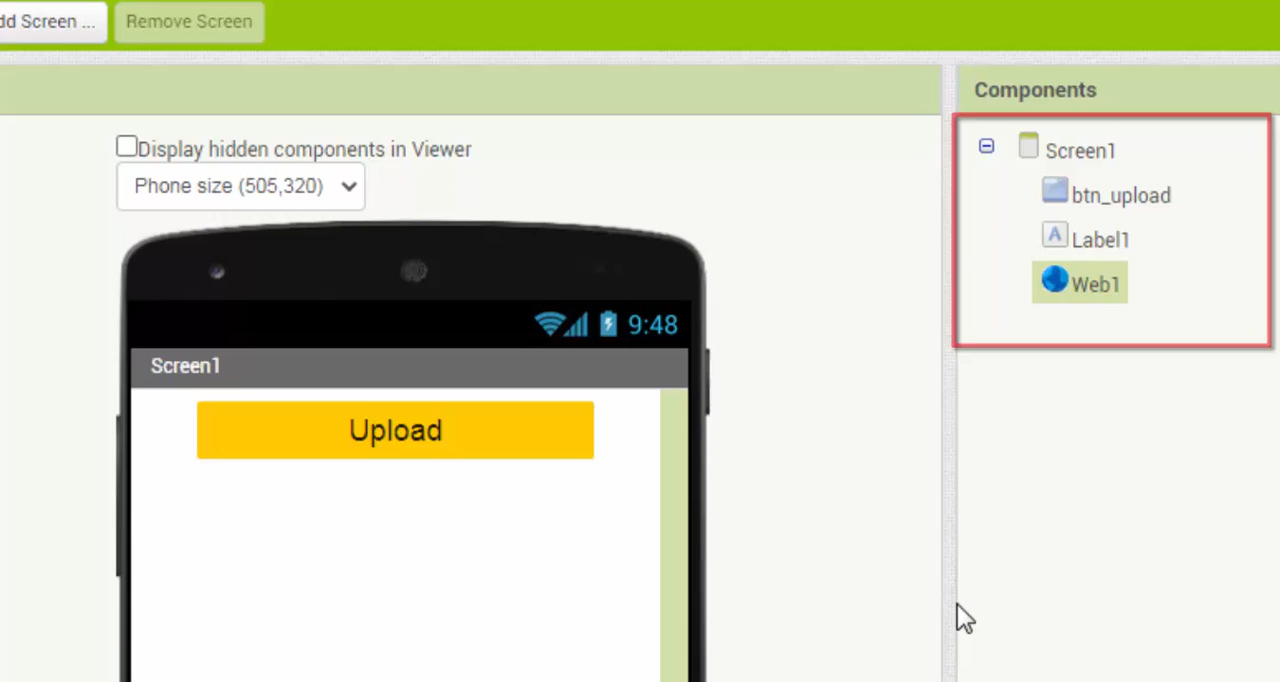 dd Screen ... Remove Screen
Components
Display hidden components in Viewer
Phone size (505,320)
Screen1
btn_upload
A Label1
Web1
9:48
Screen1
Upload